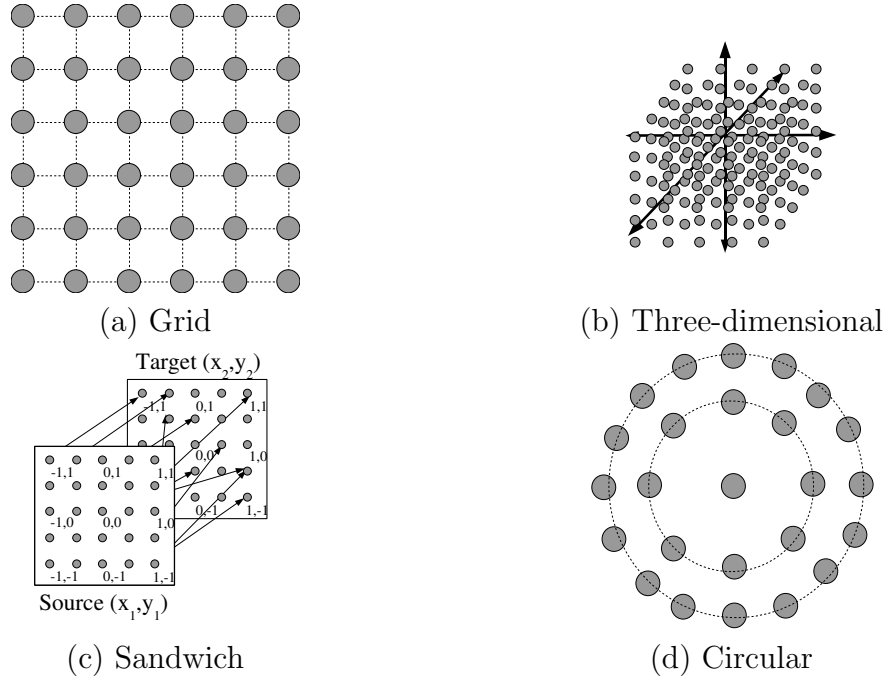 (a) Grid
(b) Three-dimensional
Target (x2,y2)
-1,1 0,1 1,1
0,0 1,0
0,-1 1,-1
-1,1 0,1 1,1
-1,0 0,0 1,0
-1,-1 0,-1 1,-1
Source (x1,y1)
(c) Sandwich
(d) Circular